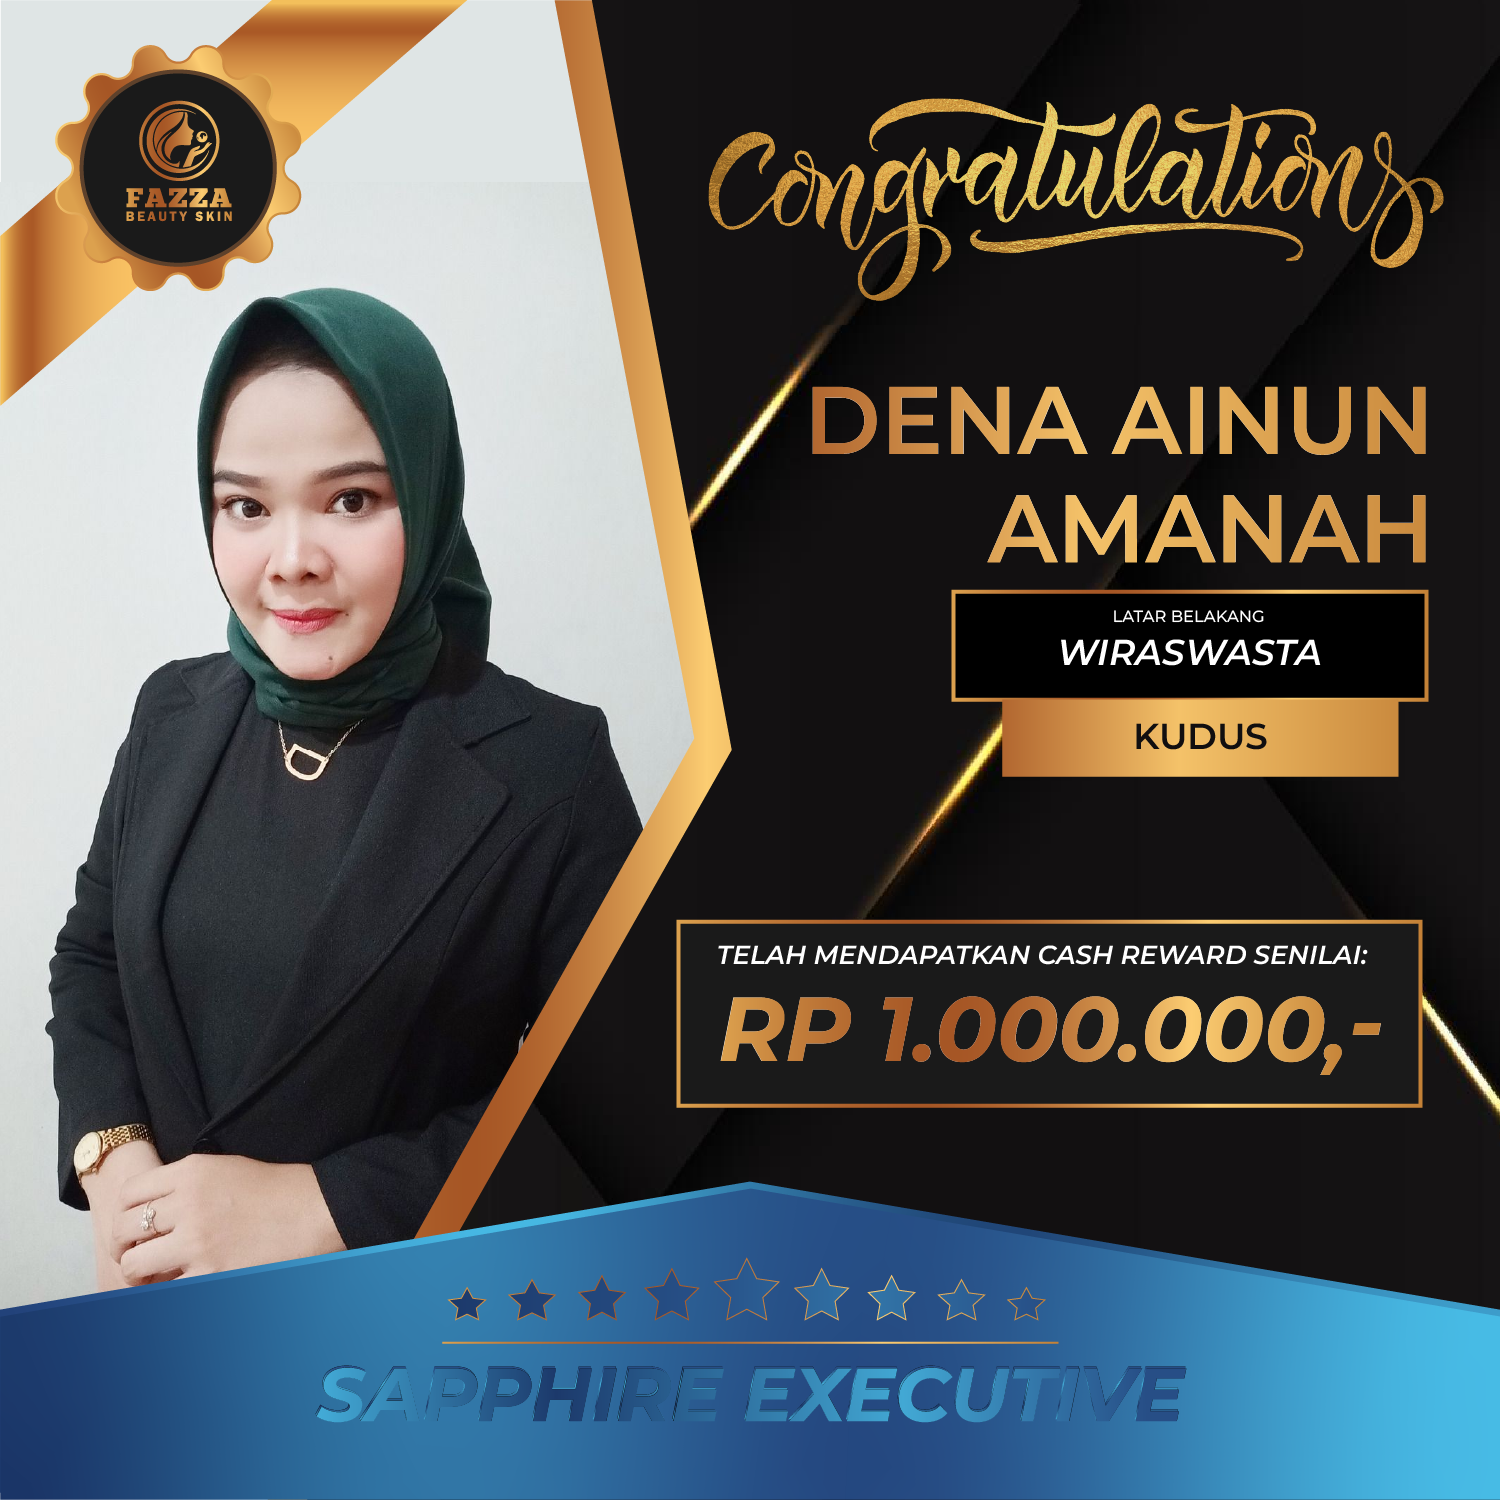 FAZZA
BEAUTY SKIN
Congratulations
DENA AINUN
AMANAH
LATAR BELAKANG
WIRASWASTA
KUDUS
TELAH MENDAPATKAN CASH REWARD SENILAI:
RP 1.000.000,-
SAPPHIRE EXECUTIVE